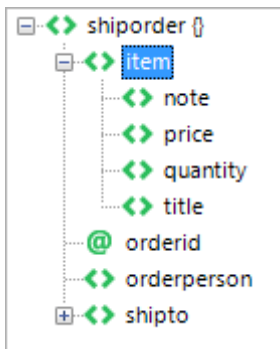 shiporder {}
item
note
price
quantity
title
@ orderid
orderperson
shipto